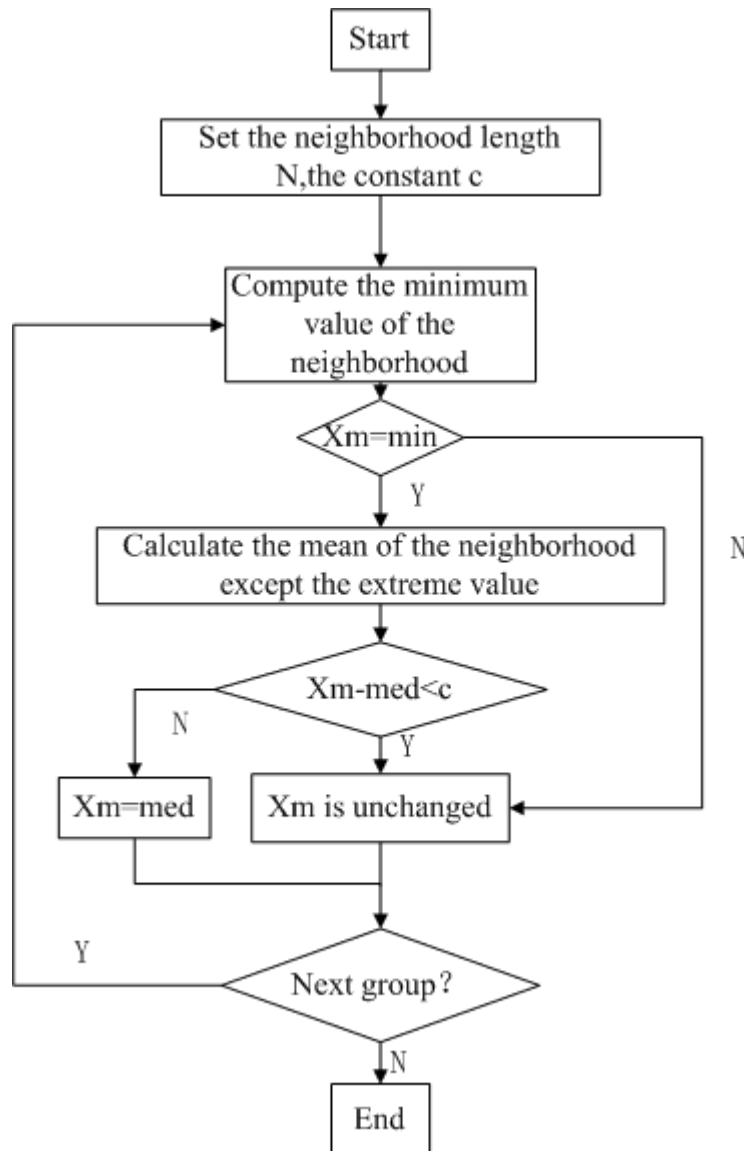 Start
Set the neighborhood length
N,the constant c
Compute the minimum
value of the
neighborhood
Xm=min
Y
N
Calculate the mean of the neighborhood
except the extreme value
Xm-med<c
N
Y
Xm=med
Xm is unchanged
Y
Next group?
N
End